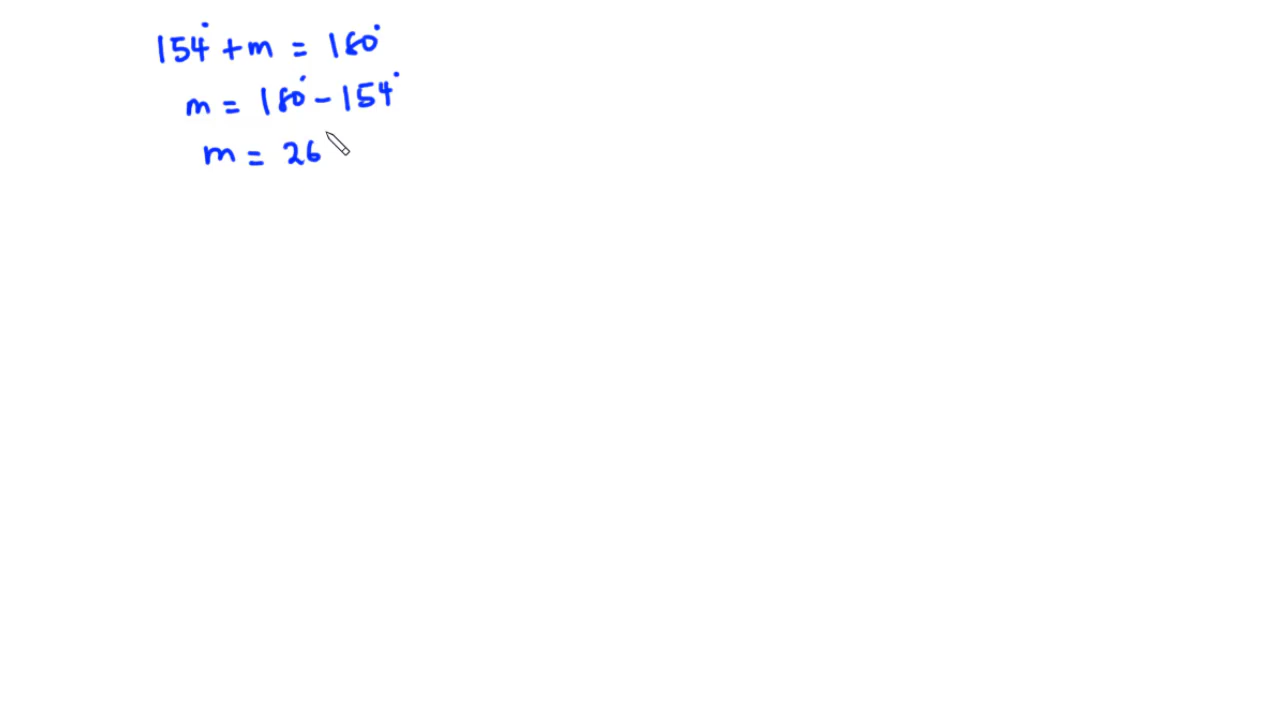 154° + m = 180°
m = 180° - 154°
m = 26